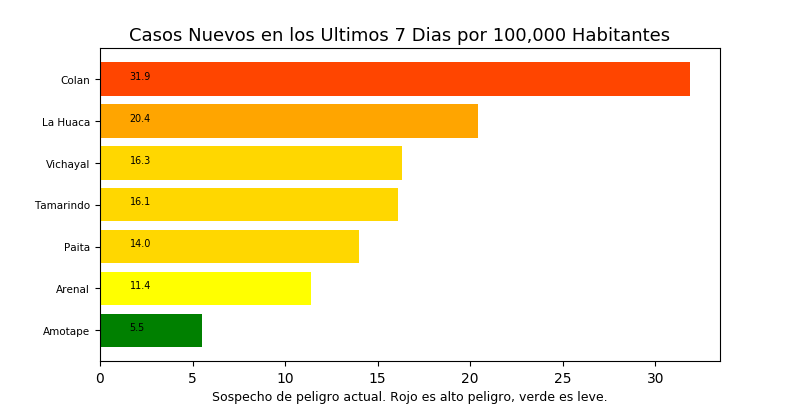 Casos Nuevos en los Ultimos 7 Dias por 100,000 Habitantes
Colan 31.9
La Huaca 20.4
Vichayal 16.3
Tamarindo 16.1
Paita 14.0
Arenal 11.4
Amotape 5.5
0 5 10 15 20 25 30
Sospecho de peligro actual. Rojo es alto peligro, verde es leve.